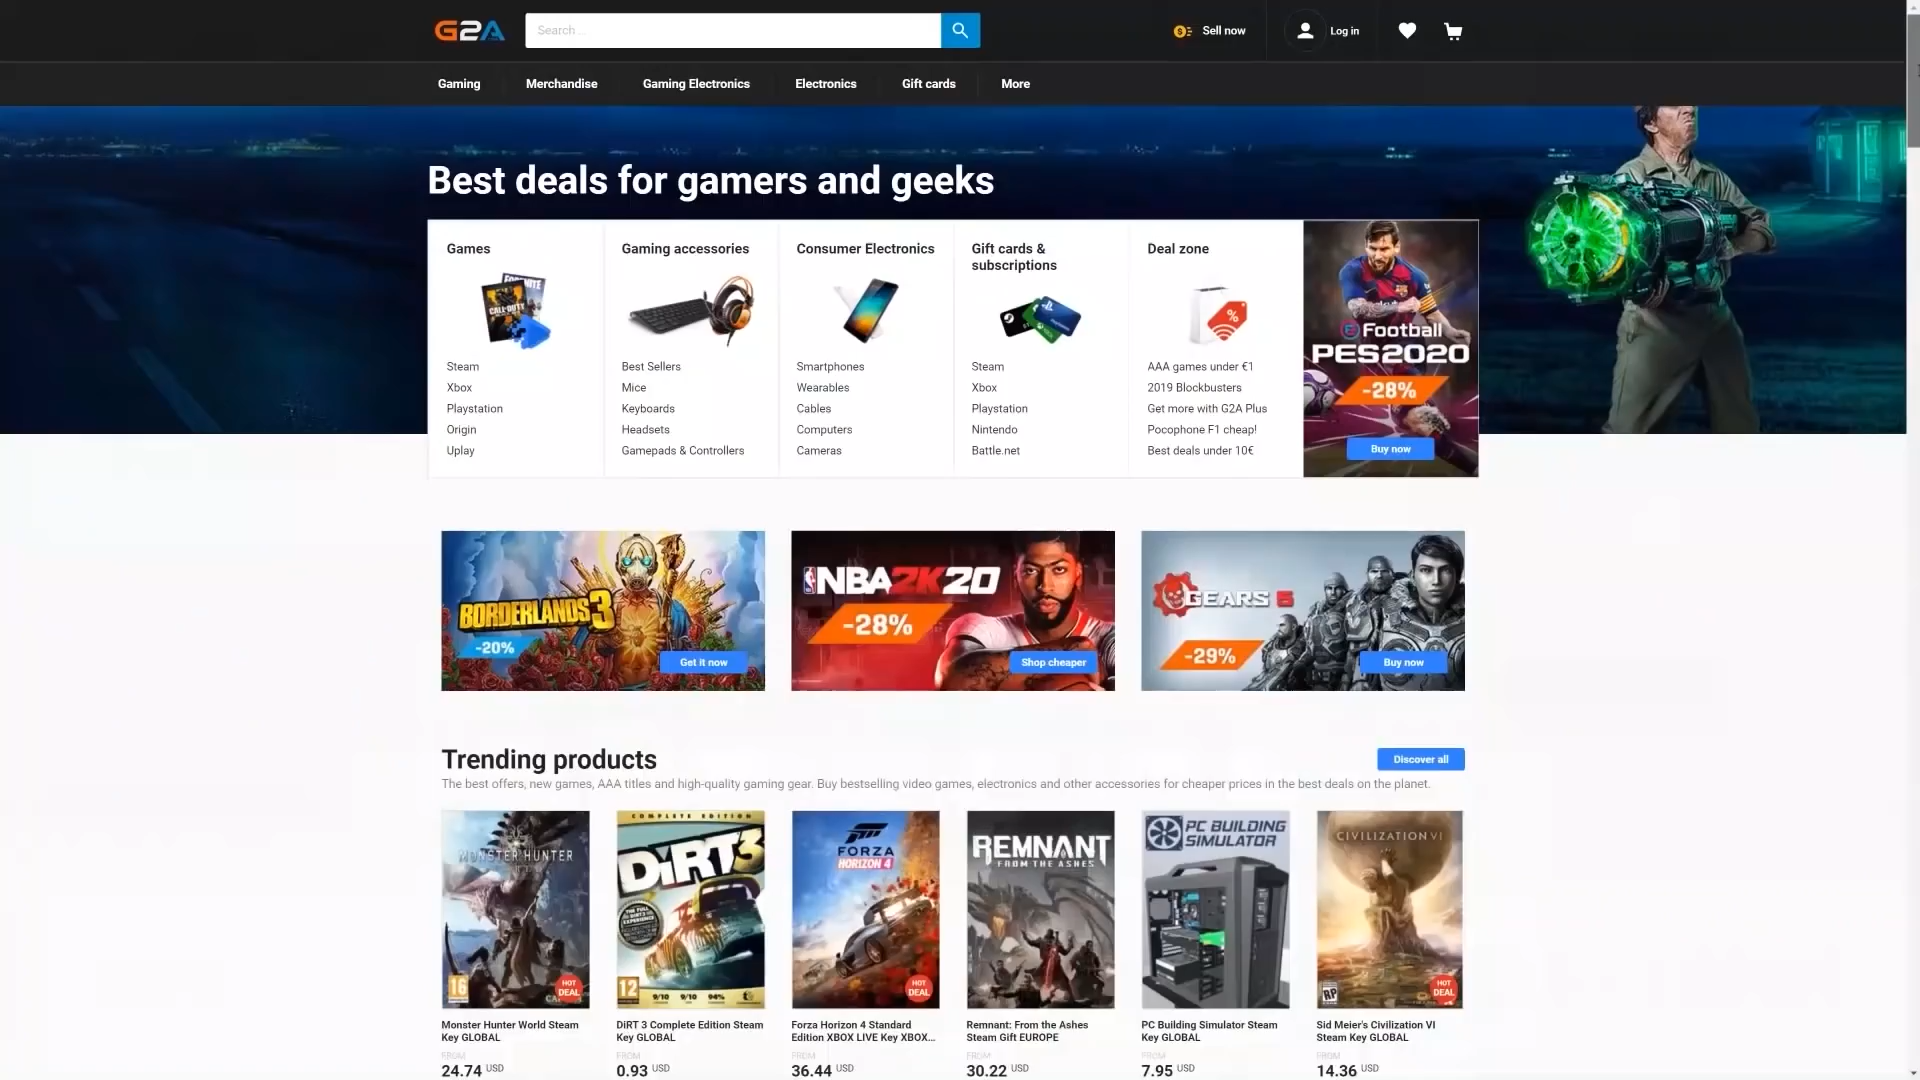 G2A
Search...
Sell now
Log in
Gaming
Merchandise
Gaming Electronics
Electronics
Gift cards
More
Best deals for gamers and geeks
Games
Steam
Xbox
Playstation
Origin
Uplay
Gaming accessories
Best Sellers
Mice
Keyboards
Headsets
Gamepads & Controllers
Consumer Electronics
Smartphones
Wearables
Cables
Computers
Cameras
Gift cards &
subscriptions
Steam
Xbox
Playstation
Nintendo
Battle.net
Deal zone
%
AAA games under €1
2019 Blockbusters
Get more with G2A Plus
Pocophone F1 cheap!
Best deals under 10€
Football
PES2020
-28%
Buy now
BORDERLANDS 3
-20%
Get it now
NBA 2K20
-28%
Shop cheaper
GEARS 5
-29%
Buy now
Trending products
Discover all
The best offers, new games, AAA titles and high-quality gaming gear. Buy bestselling video games, electronics and other accessories for cheaper prices in the best deals on the planet.
MONSTER HUNTER
16
HOT
DEAL
Monster Hunter World Steam
Key GLOBAL
FROM
24.74 USD
COMPLETE EDITION
DiRT3
12
9/10
9/10
94%
DiRT 3 Complete Edition Steam
Key GLOBAL
FROM
0.93 USD
FORZA
HORIZON 4
HOT
DEAL
Forza Horizon 4 Standard
Edition XBOX LIVE Key XBOX...
FROM
36.44 USD
REMNANT
FROM THE ASHES
Remnant: From the Ashes
Steam Gift EUROPE
FROM
30.22 USD
PC BUILDING
SIMULATOR
PC Building Simulator Steam
Key GLOBAL
FROM
7.95 USD
CIVILIZATION VI
RP
HOT
DEAL
Sid Meier's Civilization VI
Steam Key GLOBAL
FROM
14.36 USD